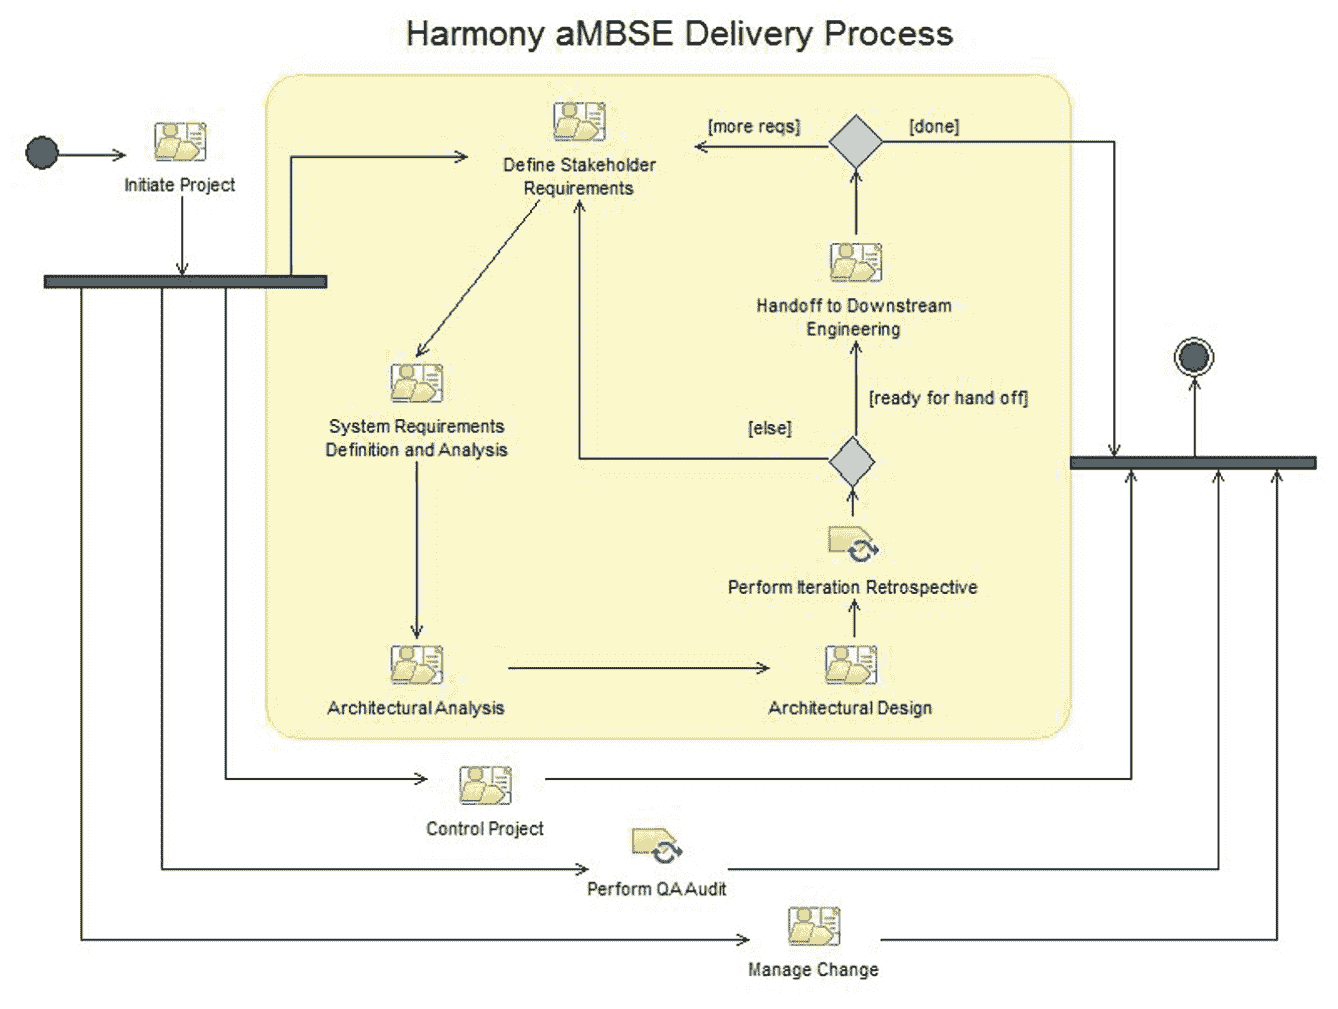 Harmony aMBSE Delivery Process
Initiate Project
Define Stakeholder
Requirements
[more reqs]
[done]
Handoff to Downstream
Engineering
[ready for hand off]
[else]
System Requirements
Definition and Analysis
Perform Iteration Retrospective
Architectural Analysis
Architectural Design
Control Project
Perform QA Audit
Manage Change